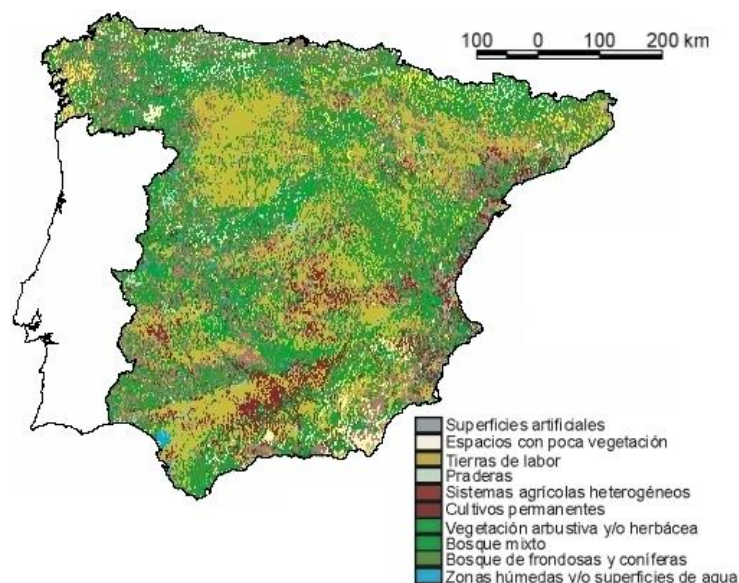 100 0 100 200 km
Superficies artificiales
Espacios con poca vegetación
Tierras de labor
Praderas
Sistemas agrícolas heterogéneos
Cultivos permanentes
Vegetación arbustiva y/o herbácea
Bosque mixto
Bosque de frondosas y coníferas
Zonas húmedas y/o superficies de agua